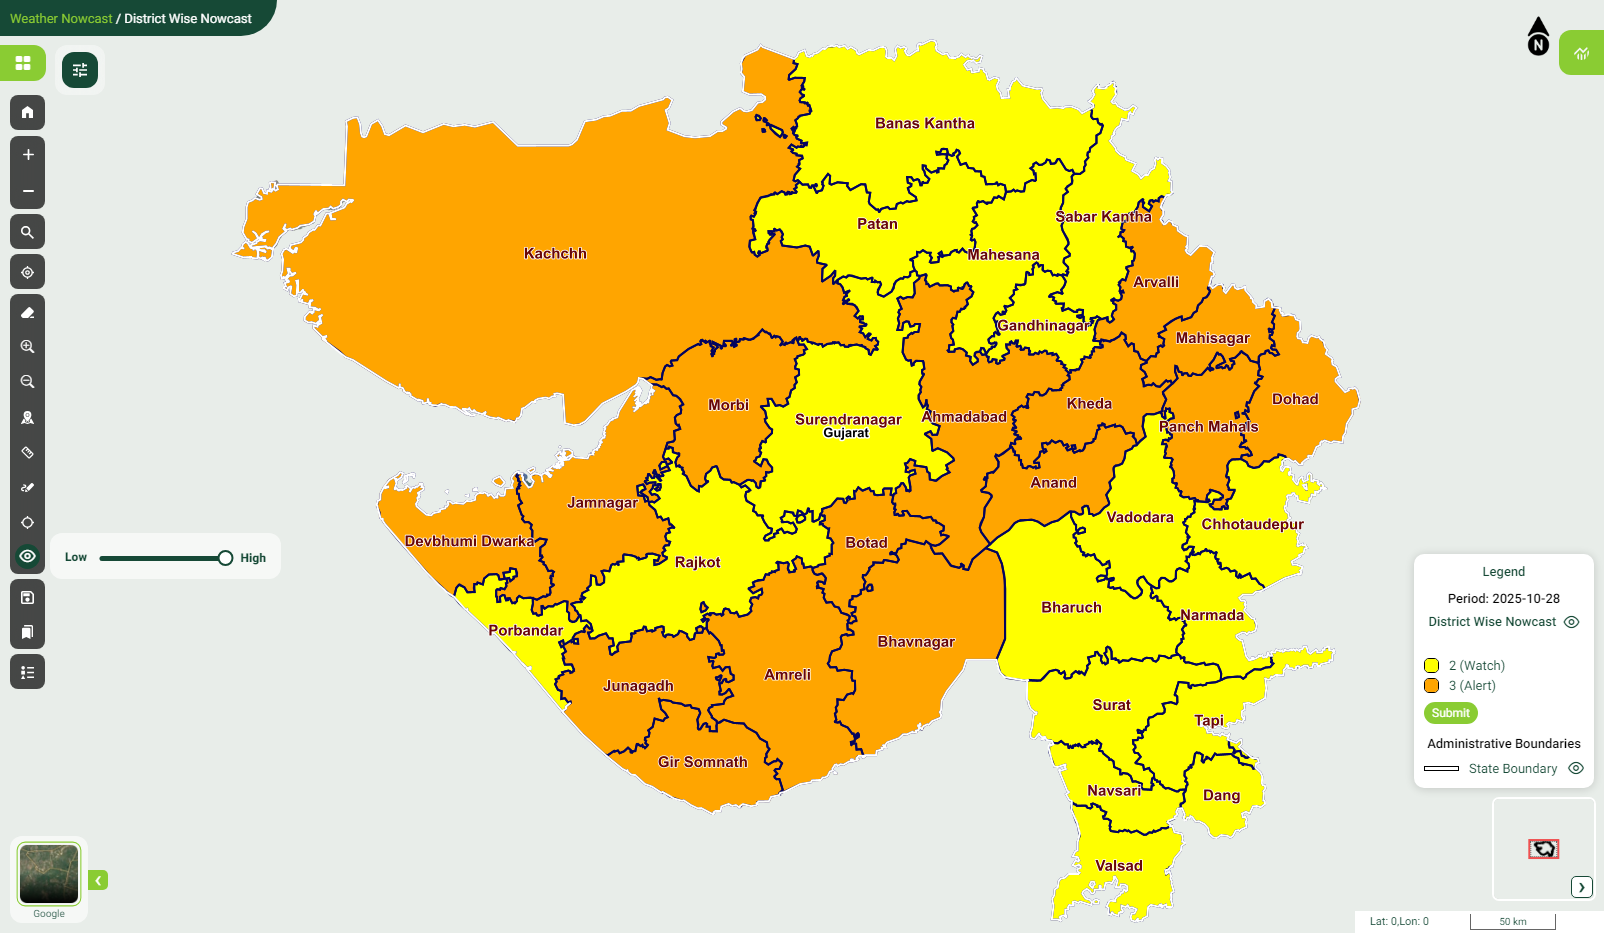 Weather Nowcast / District Wise Nowcast
N
Banas Kantha
Patan
Sabar Kantha
Kachchh
Mahesana
Arvalli
Gandhinagar
Mahisagar
Morbi
Surendranagar
Gujarat
Ahmadabad
Kheda
Panch Mahals
Dohad
Anand
Jamnagar
Vadodara
Chhotaudepur
Devbhumi Dwarka
Botad
Rajkot
Low
High
Bharuch
Narmada
Porbandar
Bhavnagar
Junagadh
Amreli
Surat
Tapi
Gir Somnath
Navsari
Dang
Valsad
Legend
Period: 2025-10-28
District Wise Nowcast
2 (Watch)
3 (Alert)
Submit
Administrative Boundaries
State Boundary
Google
Lat: 0,Lon: 0
50 km